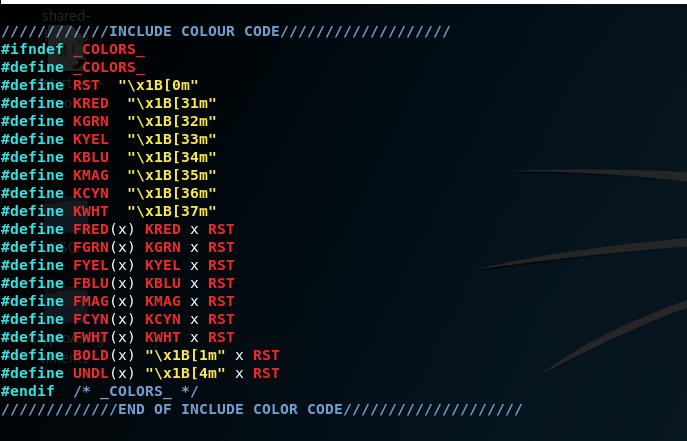 shared-
////////////INCLUDE COLOUR CODE///////////////////
#ifndef _COLORS_
#define _COLORS_
#define RST  "\x1B[0m"
#define KRED  "\x1B[31m"
#define KGRN  "\x1B[32m"
#define KYEL  "\x1B[33m"
#define KBLU  "\x1B[34m"
#define KMAG  "\x1B[35m"
#define KCYN  "\x1B[36m"
#define KWHT  "\x1B[37m"
#define FRED(x) KRED x RST
#define FGRN(x) KGRN x RST
#define FYEL(x) KYEL x RST
#define FBLU(x) KBLU x RST
#define FMAG(x) KMAG x RST
#define FCYN(x) KCYN x RST
#define FWHT(x) KWHT x RST
#define BOLD(x) "\x1B[1m" x RST
#define UNDL(x) "\x1B[4m" x RST
#endif  /* _COLORS_ */
/////////////END OF INCLUDE COLOR CODE////////////////////